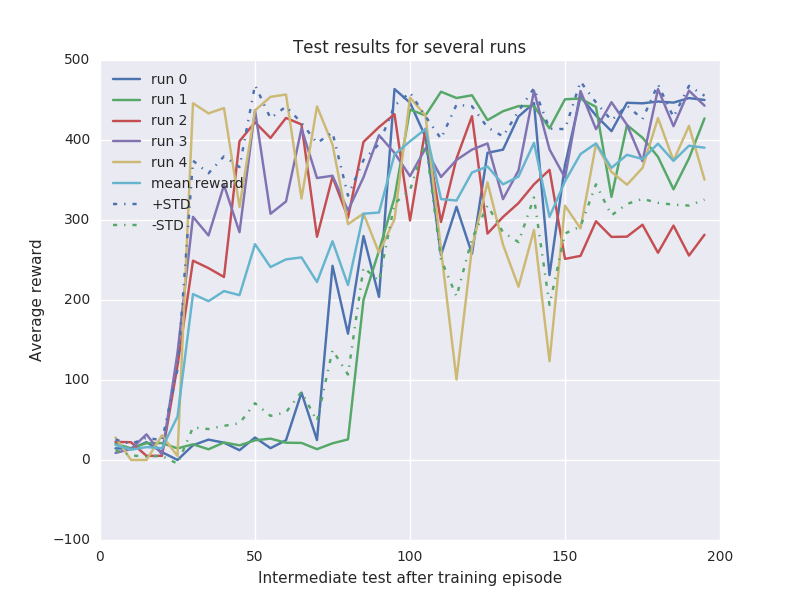 Test results for several runs
500
400
300
200
100
0
−100
Average reward
run 0
run 1
run 2
run 3
run 4
mean reward
+STD
-STD
0 50 100 150 200
Intermediate test after training episode